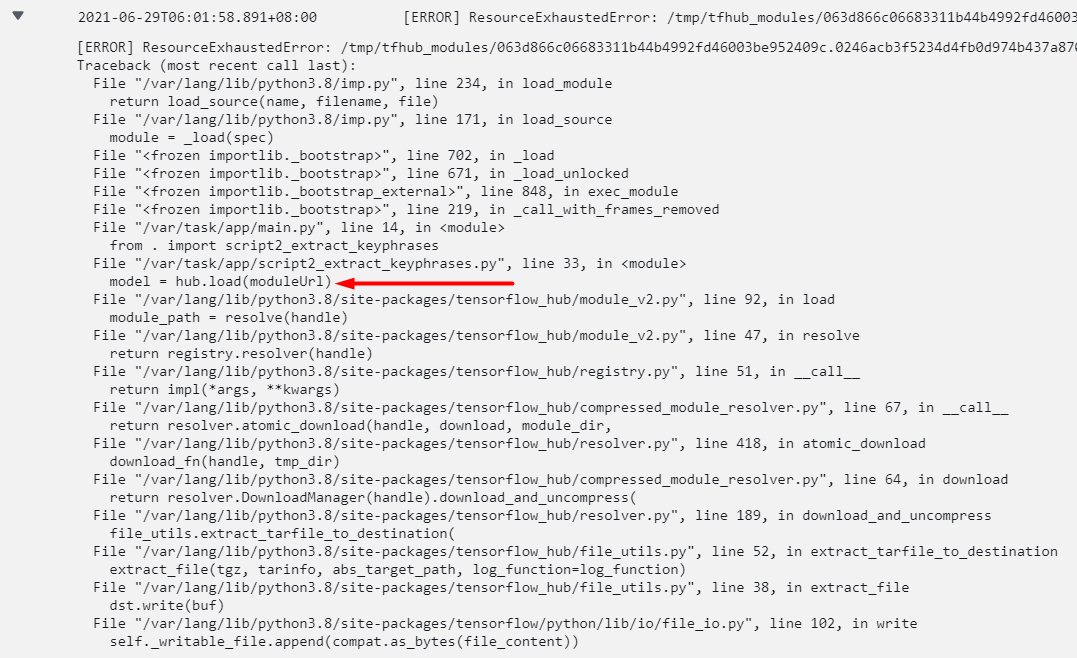 2021-06-29T06:01:58.891+08:00 [ERROR] ResourceExhaustedError: /tmp/tfhub_modules/063d866c06683311b44b4992fd46003
[ERROR] ResourceExhaustedError: /tmp/tfhub_modules/063d866c06683311b44b4992fd46003be952409c.0246acb3f5234d4fb0d974b437a870
Traceback (most recent call last):
File "/var/lang/lib/python3.8/imp.py", line 234, in load_module
return load_source(name, filename, file)
File "/var/lang/lib/python3.8/imp.py", line 171, in load_source
module = _load(spec)
File "<frozen importlib._bootstrap>", line 702, in _load
File "<frozen importlib._bootstrap>", line 671, in _load_unlocked
File "<frozen importlib._bootstrap_external>", line 848, in exec_module
File "<frozen importlib._bootstrap>", line 219, in _call_with_frames_removed
File "/var/task/app/main.py", line 14, in <module>
from . import script2_extract_keyphrases
File "/var/task/app/script2_extract_keyphrases.py", line 33, in <module>
model = hub.load(moduleUrl)
File "/var/lang/lib/python3.8/site-packages/tensorflow_hub/module_v2.py", line 92, in load
module_path = resolve(handle)
File "/var/lang/lib/python3.8/site-packages/tensorflow_hub/module_v2.py", line 47, in resolve
return registry.resolver(handle)
File "/var/lang/lib/python3.8/site-packages/tensorflow_hub/registry.py", line 51, in __call__
return impl(*args, **kwargs)
File "/var/lang/lib/python3.8/site-packages/tensorflow_hub/compressed_module_resolver.py", line 67, in __call__
return resolver.atomic_download(handle, download, module_dir,
File "/var/lang/lib/python3.8/site-packages/tensorflow_hub/resolver.py", line 418, in atomic_download
download_fn(handle, tmp_dir)
File "/var/lang/lib/python3.8/site-packages/tensorflow_hub/compressed_module_resolver.py", line 64, in download
return resolver.DownloadManager(handle).download_and_uncompress(
File "/var/lang/lib/python3.8/site-packages/tensorflow_hub/resolver.py", line 189, in download_and_uncompress
file_utils.extract_tarfile_to_destination(
File "/var/lang/lib/python3.8/site-packages/tensorflow_hub/file_utils.py", line 52, in extract_tarfile_to_destination
extract_file(tgz, tarinfo, abs_target_path, log_function=log_function)
File "/var/lang/lib/python3.8/site-packages/tensorflow_hub/file_utils.py", line 38, in extract_file
dst.write(buf)
File "/var/lang/lib/python3.8/site-packages/tensorflow/python/lib/io/file_io.py", line 102, in write
self._writable_file.append(compat.as_bytes(file_content))